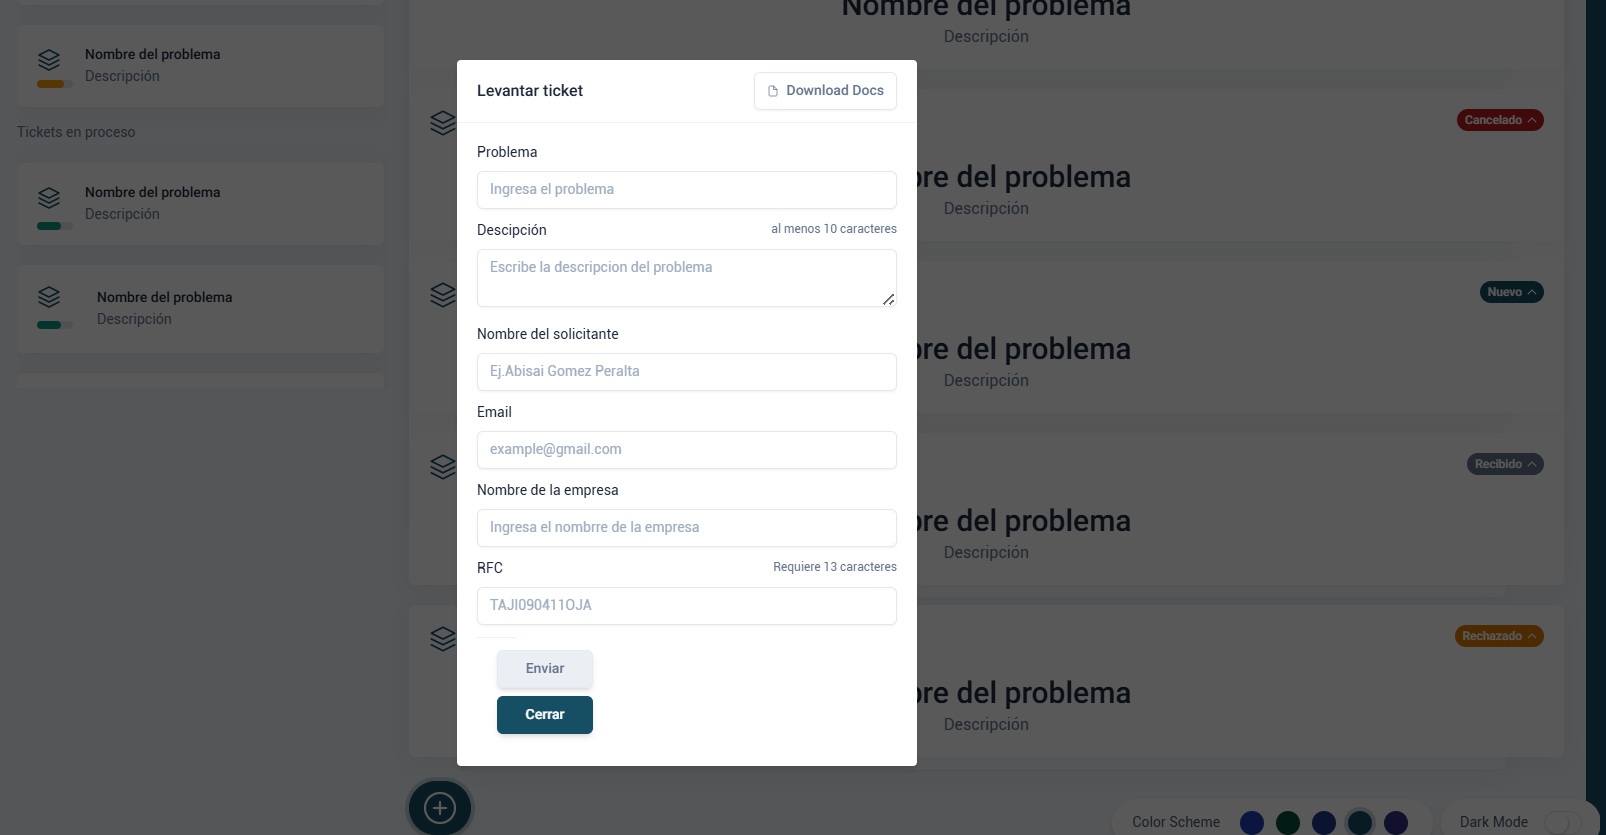 Nombre del problema
Descripción
Tickets en proceso
Nombre del problema
Descripción
Nombre del problema
Descripción
Nombre del problema
Descripción
Cancelado
re del problema
Descripción
Nuevo
re del problema
Descripción
Recibido
re del problema
Descripción
Rechazado
re del problema
Descripción
Levantar ticket
Download Docs
Problema
Ingresa el problema
Descipción
al menos 10 caracteres
Escribe la descripcion del problema
Nombre del solicitante
Ej.Abisai Gomez Peralta
Email
example@gmail.com
Nombre de la empresa
Ingresa el nombrre de la empresa
RFC
Requiere 13 caracteres
TAJI090411OJA
Enviar
Cerrar
Color Scheme
Dark Mode